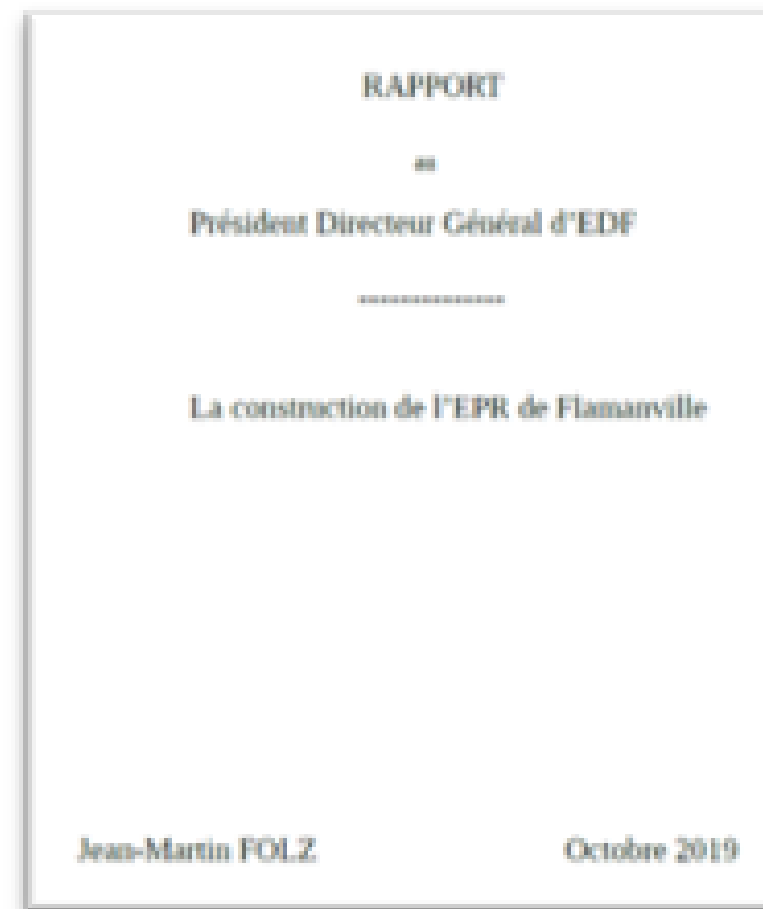 RAPPORT
au
Président Directeur Général d'EDF
--------------
La construction de l'EPR de Flamanville
Jean-Martin FOLZ Octobre 2019